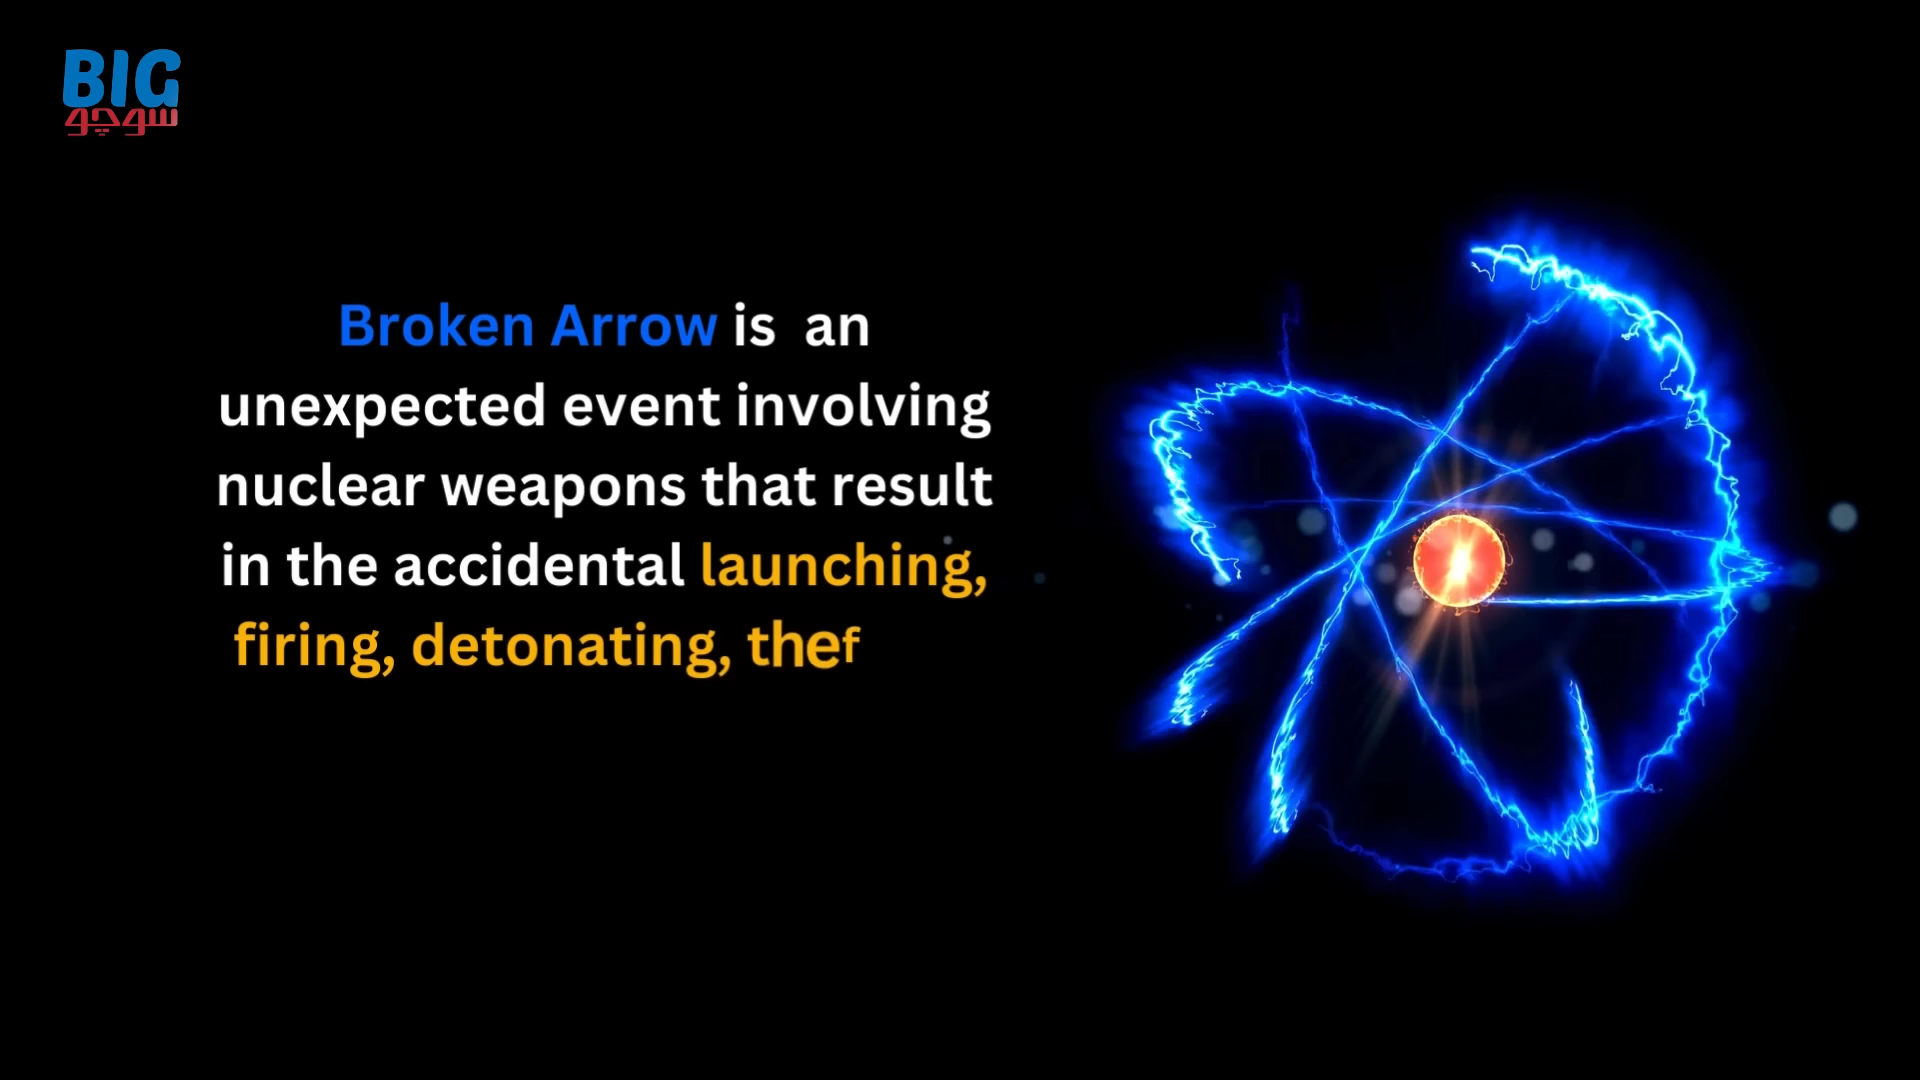 BIG
سوچو
Broken Arrow is an
unexpected event involving
nuclear weapons that result
in the accidental launching,
firing, detonating, thef